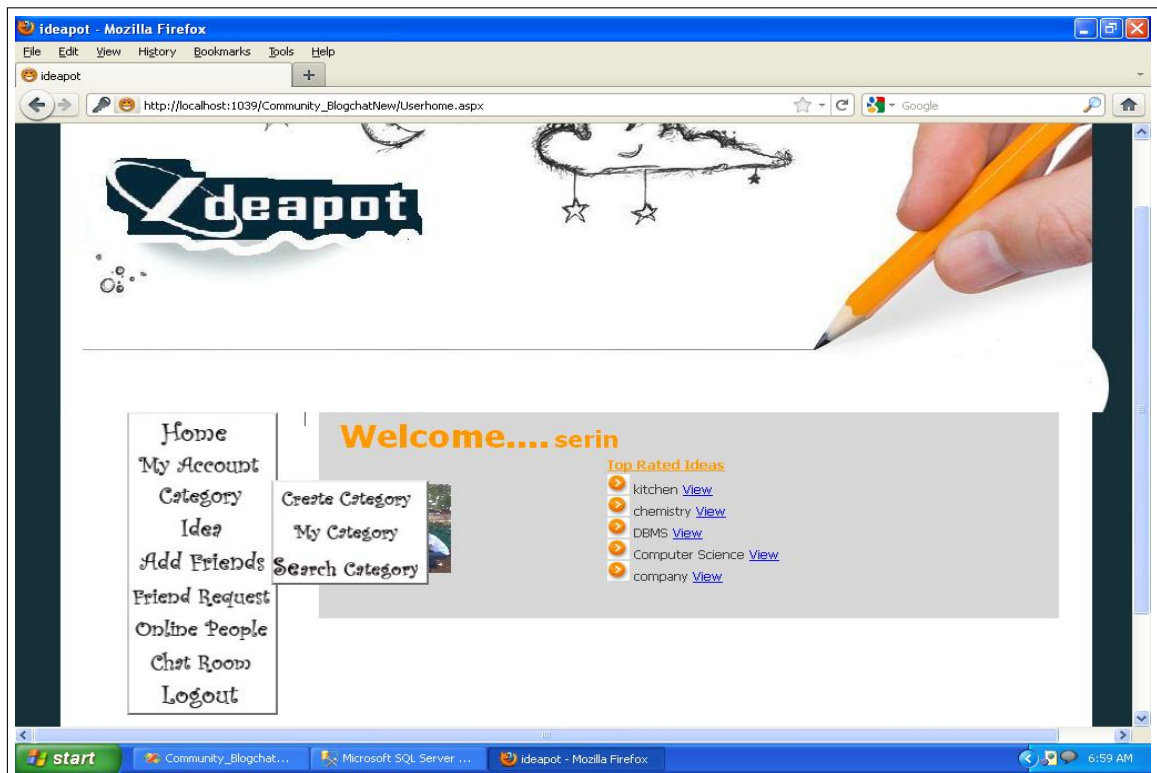 ideapot - Mozilla Firefox
File Edit View History Bookmarks Tools Help
ideapot
http://localhost:1039/Community_BlogchatNew/Userhome.aspx
Google
Ideapot
Home
My Account
Category
Idea
Add Friends
Friend Request
Online People
Chat Room
Logout
Create Category
My Category
Search Category
Welcome.... serin
Top Rated Ideas
kitchen View
chemistry View
DBMS View
Computer Science View
company View
start
Community_Blogchat...
Microsoft SQL Server ...
ideapot - Mozilla Firefox
6:59 AM